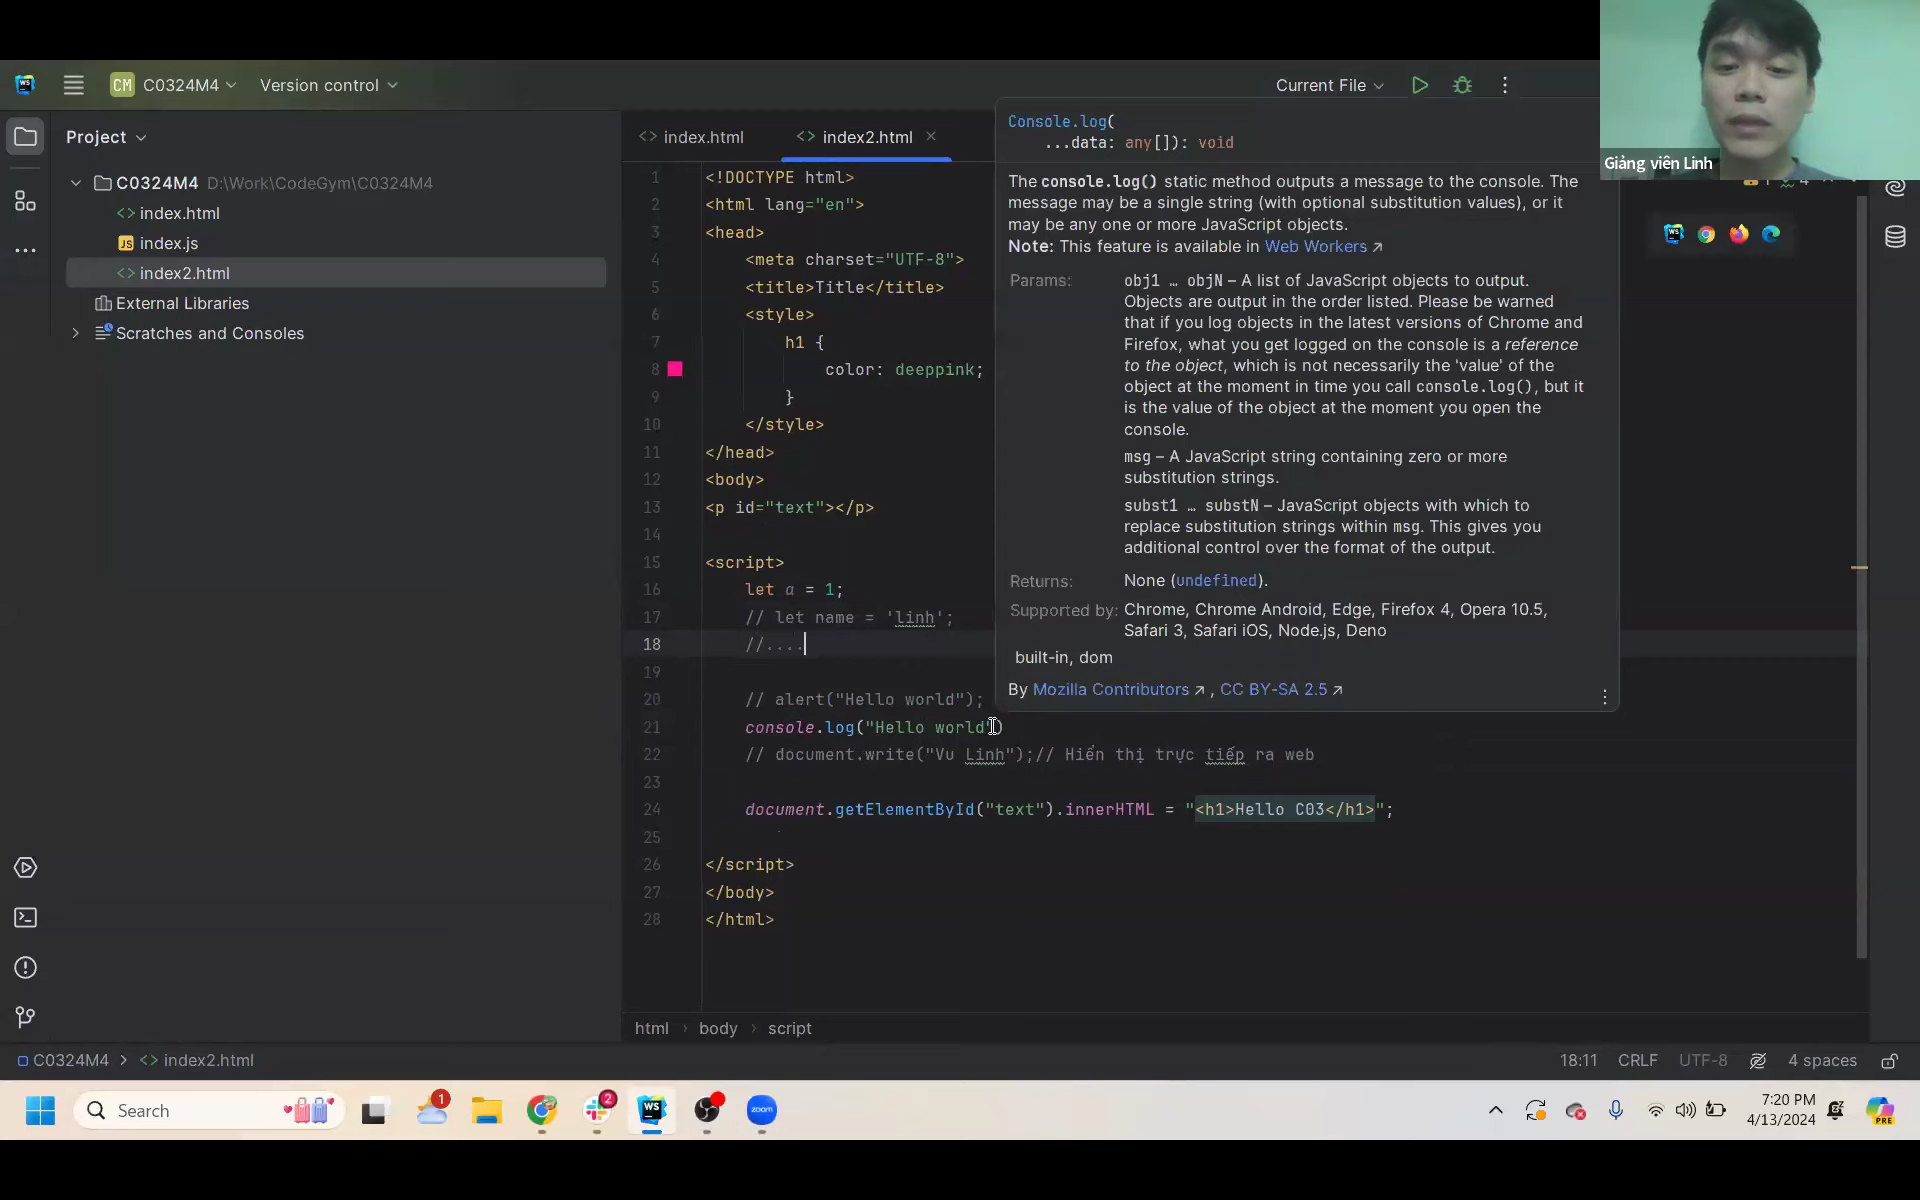 CM C0324M4 Version control
Current File
Giảng viên Linh
Project
C0324M4 D:\Work\CodeGym\C0324M4
index.html
index.js
index2.html
External Libraries
Scratches and Consoles
index.html index2.html
1 <!DOCTYPE html>
2 <html lang="en">
3 <head>
4 <meta charset="UTF-8">
5 <title>Title</title>
6 <style>
7 h1 {
8 color: deeppink;
9 }
10 </style>
11 </head>
12 <body>
13 <p id="text"></p>
14
15 <script>
16 let a = 1;
17 // let name = 'linh';
18 //....
19
20 // alert("Hello world");
21 console.log("Hello world")
22 // document.write("Vu Linh");// Hiển thị trực tiếp ra web
23
24 document.getElementById("text").innerHTML = "<h1>Hello C03</h1>";
25
26 </script>
27 </body>
28 </html>
Console.log(
...data: any[]): void
The console.log() static method outputs a message to the console. The
message may be a single string (with optional substitution values), or it
may be any one or more JavaScript objects.
Note: This feature is available in Web Workers ↗
Params: obj1 … objN – A list of JavaScript objects to output.
Objects are output in the order listed. Please be warned
that if you log objects in the latest versions of Chrome and
Firefox, what you get logged on the console is a reference
to the object, which is not necessarily the 'value' of the
object at the moment in time you call console.log(), but it
is the value of the object at the moment you open the
console.
msg – A JavaScript string containing zero or more
substitution strings.
subst1 … substN – JavaScript objects with which to
replace substitution strings within msg. This gives you
additional control over the format of the output.
Returns: None (undefined).
Supported by: Chrome, Chrome Android, Edge, Firefox 4, Opera 10.5,
Safari 3, Safari iOS, Node.js, Deno
built-in, dom
By Mozilla Contributors ↗ , CC BY-SA 2.5 ↗
html › body › script
C0324M4 > index2.html
18:11 CRLF UTF-8 4 spaces
Search
1
2
WS
zoom
7:20 PM
4/13/2024
PRE